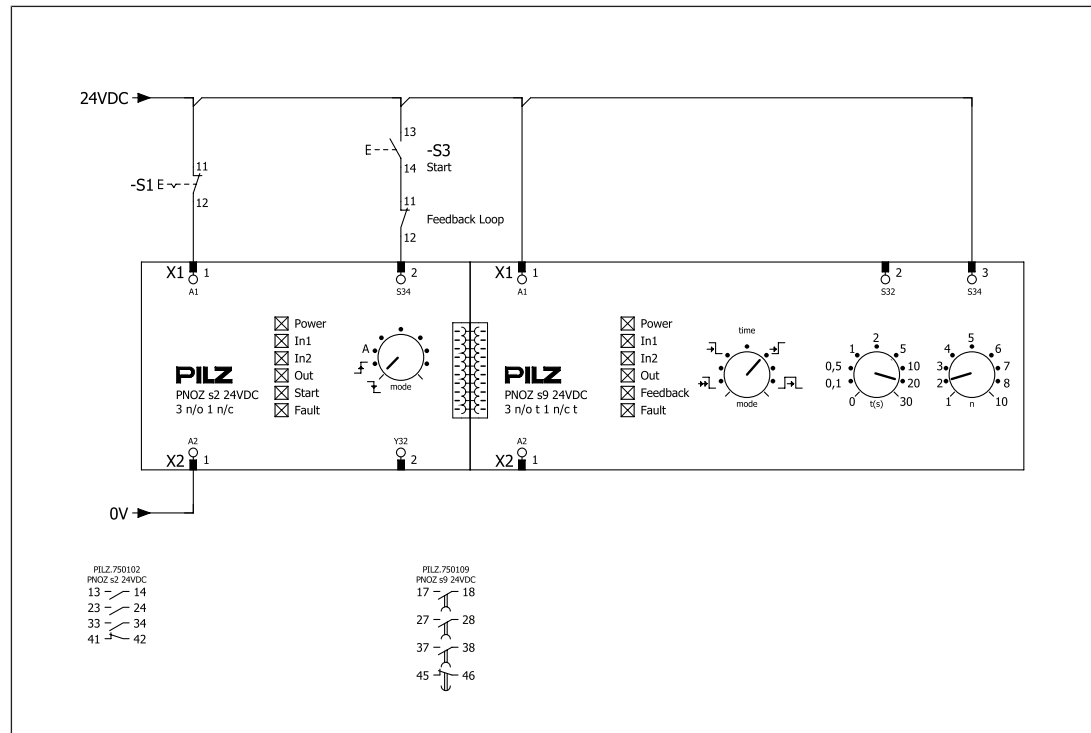 24VDC
13
E -S3
14 Start
11
-S1 E
12
11
Feedback Loop
12
X1 1
A1
2
S34
X1 1
A1
2
S32
3
S34
Power
In1
In2
Out
Start
Fault
A
mode
PILZ
PNOZ s2 24VDC
3 n/o 1 n/c
Power
In1
In2
Out
Feedback
Fault
PILZ
PNOZ s9 24VDC
3 n/o t 1 n/c t
time
mode
2
1 5
0,5 10
0,1 20
0 t(s) 30
5
4 6
3 7
2 8
1 n 10
A2
X2 1
Y32
2
A2
X2 1
0V
PILZ.750102
PNOZ s2 24VDC
13 14
23 24
33 34
41 42
PILZ.750109
PNOZ s9 24VDC
17 18
27 28
37 38
45 46